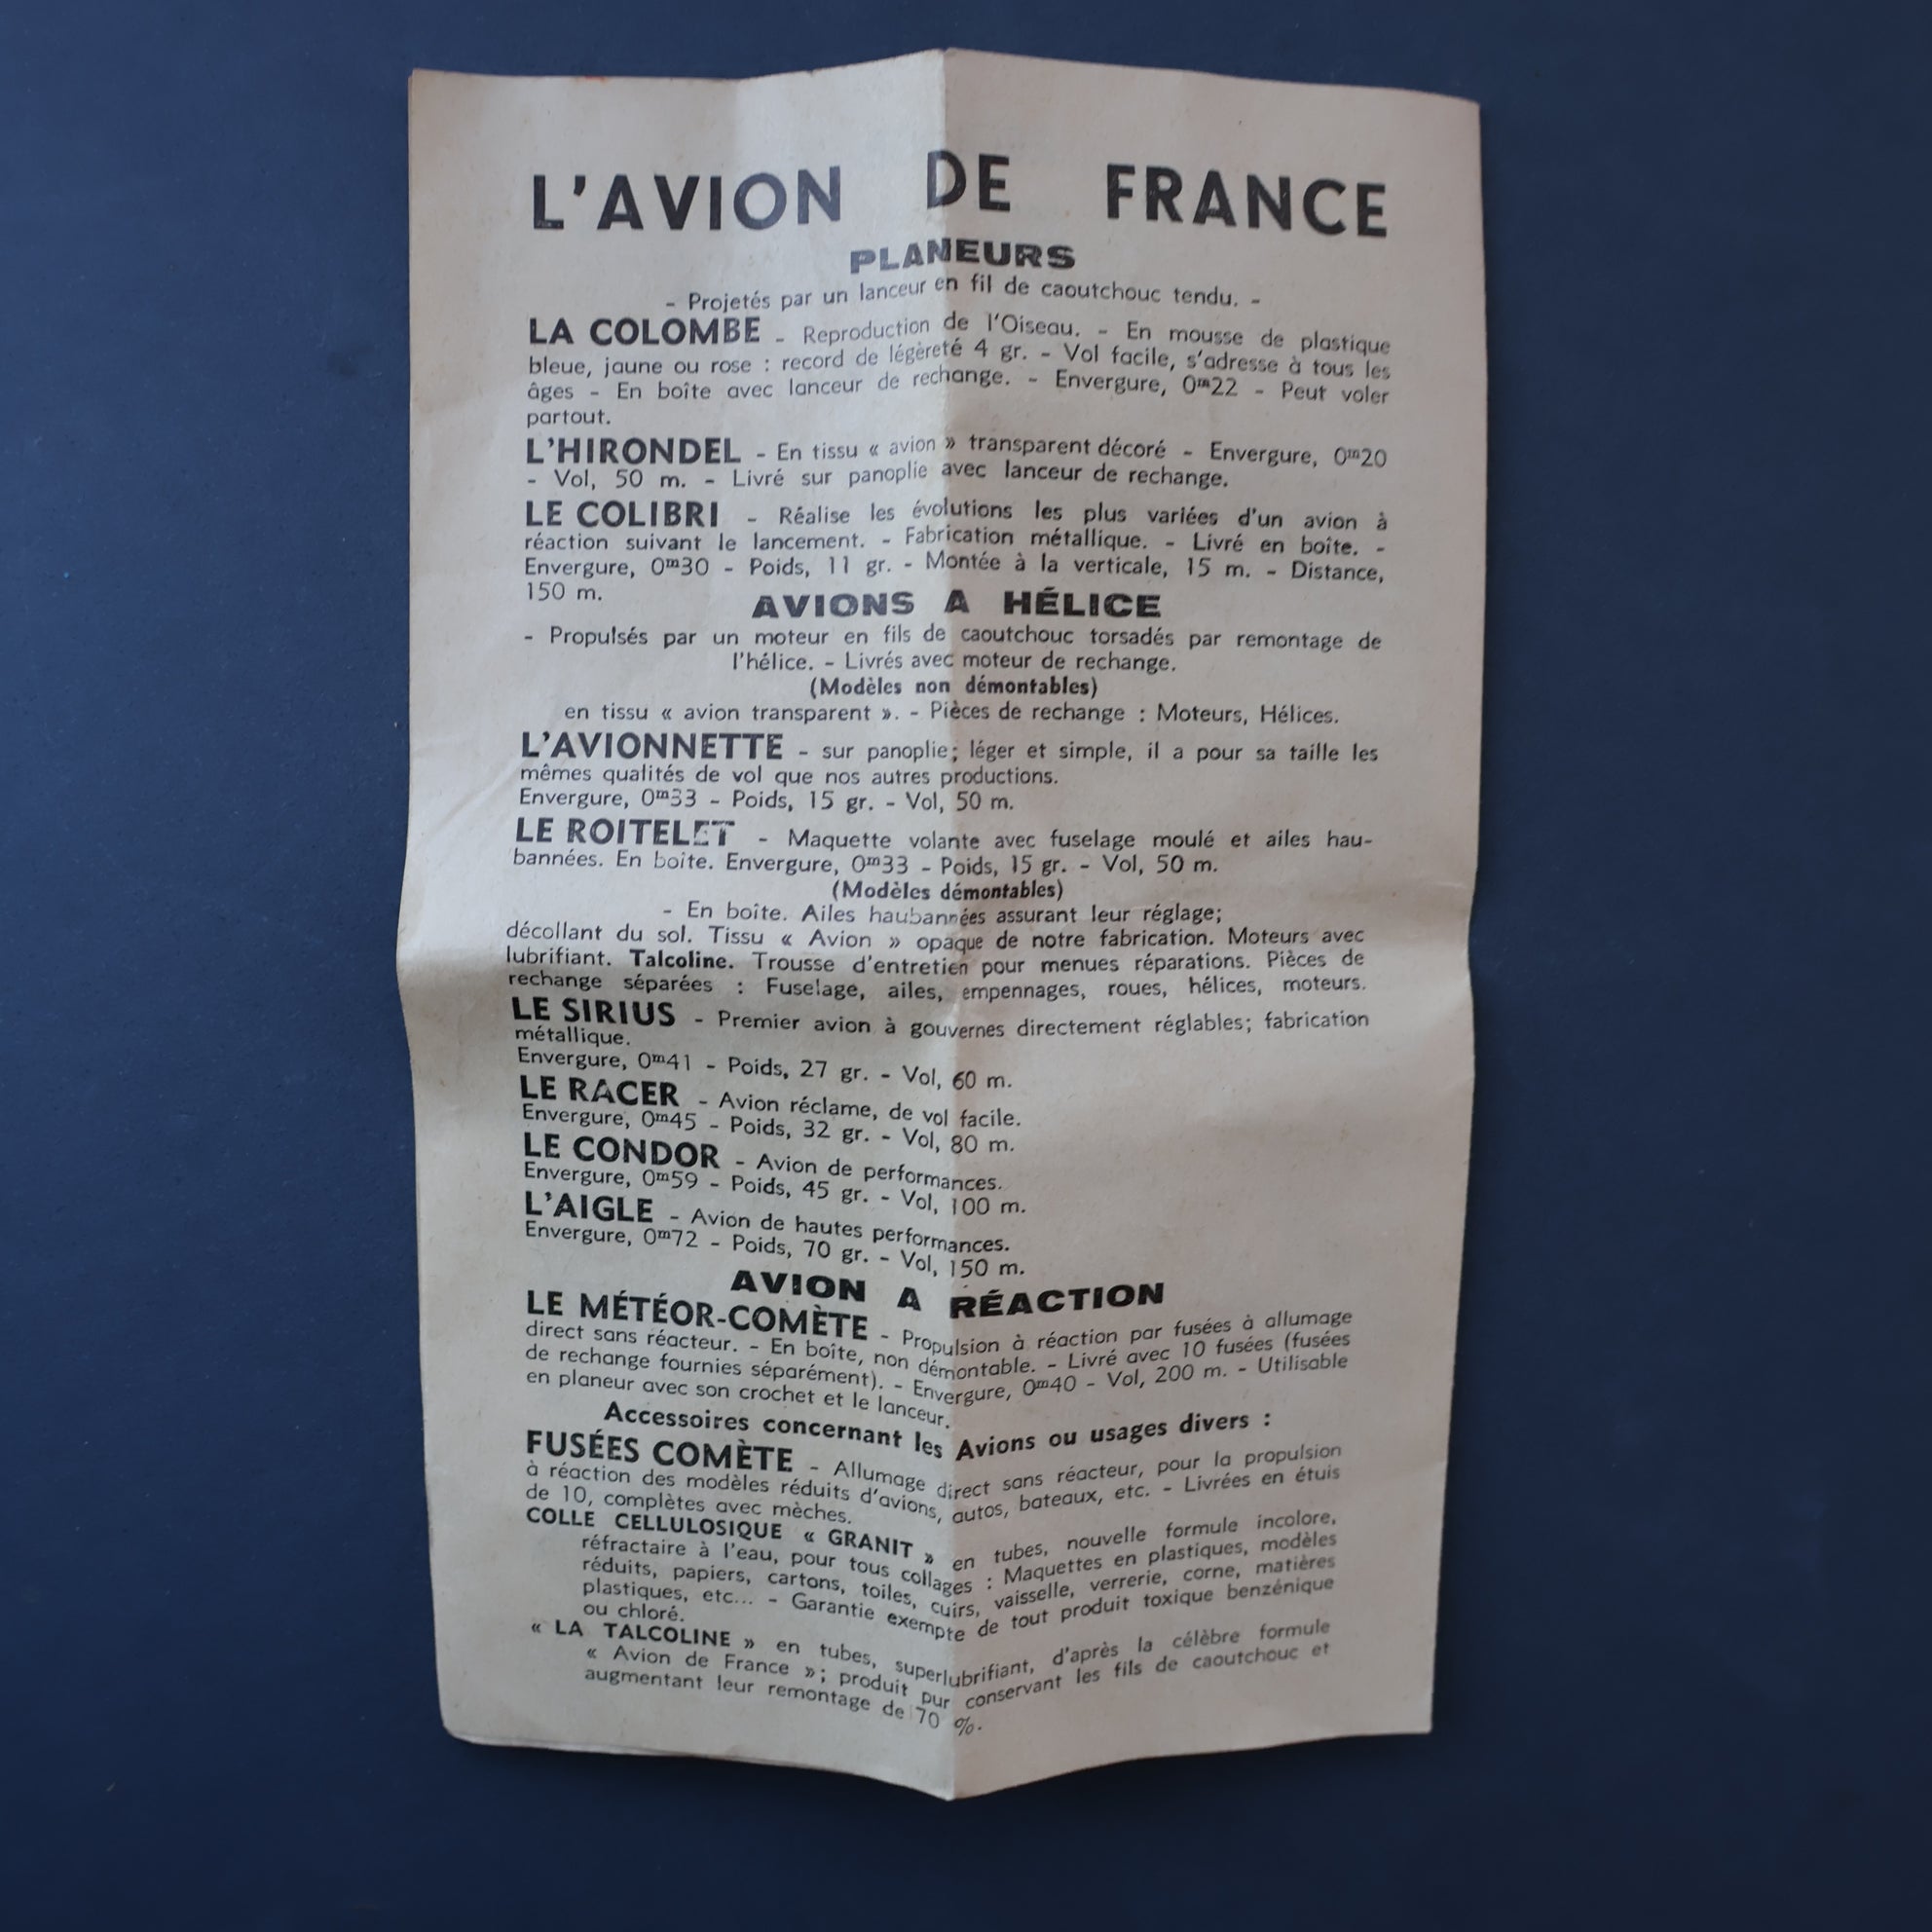 L'AVION DE FRANCE
PLANEURS
- Projetés par un lanceur en fil de caoutchouc tendu. -
LA COLOMBE - Reproduction de l'Oiseau. - En mousse de plastique
bleue, jaune ou rose : record de légèreté 4 gr. - Vol facile, s'adresse à tous les
âges - En boîte avec lanceur de rechange. - Envergure, 0m22 - Peut voler
partout.
L'HIRONDEL - En tissu « avion » transparent décoré - Envergure, 0m20
- Vol, 50 m. - Livré sur panoplie avec lanceur de rechange.
LE COLIBRI - Réalise les évolutions les plus variées d'un avion à
réaction suivant le lancement. - Fabrication métallique. - Livré en boîte. -
Envergure, 0m30 - Poids, 11 gr. - Montée à la verticale, 15 m. - Distance,
150 m.
AVIONS A HÉLICE
- Propulsés par un moteur en fils de caoutchouc torsadés par remontage de
l'hélice. - Livrés avec moteur de rechange.
(Modèles non démontables)
en tissu « avion transparent ». - Pièces de rechange : Moteurs, Hélices.
L'AVIONNETTE - sur panoplie; léger et simple, il a pour sa taille les
mêmes qualités de vol que nos autres productions.
Envergure, 0m33 - Poids, 15 gr. - Vol, 50 m.
LE ROITELET - Maquette volante avec fuselage moulé et ailes hau-
bannées. En boite. Envergure, 0m33 - Poids, 15 gr. - Vol, 50 m.
(Modèles démontables)
- En boîte. Ailes haubannées assurant leur réglage;
décollant du sol. Tissu « Avion » opaque de notre fabrication. Moteurs avec
lubrifiant. Talcoline. Trousse d'entretien pour menues réparations. Pièces de
rechange séparées : Fuselage, ailes, empennages, roues, hélices, moteurs.
LE SIRIUS - Premier avion à gouvernes directement réglables; fabrication
métallique.
Envergure, 0m41 - Poids, 27 gr. - Vol, 60 m.
LE RACER - Avion réclame, de vol facile.
Envergure, 0m45 - Poids, 32 gr. - Vol, 80 m.
LE CONDOR - Avion de performances.
Envergure, 0m59 - Poids, 45 gr. - Vol, 100 m.
L'AIGLE - Avion de hautes performances.
Envergure, 0m72 - Poids, 70 gr. - Vol, 150 m.
AVION A RÉACTION
LE MÉTÉOR-COMÈTE - Propulsion à réaction par fusées à allumage
direct sans réacteur. - En boîte, non démontable. - Livré avec 10 fusées (fusées
de rechange fournies séparément). - Envergure, 0m40 - Vol, 200 m. - Utilisable
en planeur avec son crochet et le lanceur.
Accessoires concernant les Avions ou usages divers :
FUSÉES COMÈTE - Allumage direct sans réacteur, pour la propulsion
à réaction des modèles réduits d'avions, autos, bateaux, etc. - Livrées en étuis
de 10, complètes avec mèches.
COLLE CELLULOSIQUE « GRANIT » en tubes, nouvelle formule incolore,
réfractaire à l'eau, pour tous collages : Maquettes en plastiques, modèles
réduits, papiers, cartons, toiles, cuirs, vaisselle, verrerie, corne, matières
plastiques, etc... - Garantie exempte de tout produit toxique benzénique
ou chloré.
« LA TALCOLINE » en tubes, superlubrifiant, d'après la célèbre formule
« Avion de France »; produit pur conservant les fils de caoutchouc et
augmentant leur remontage de 70 %.